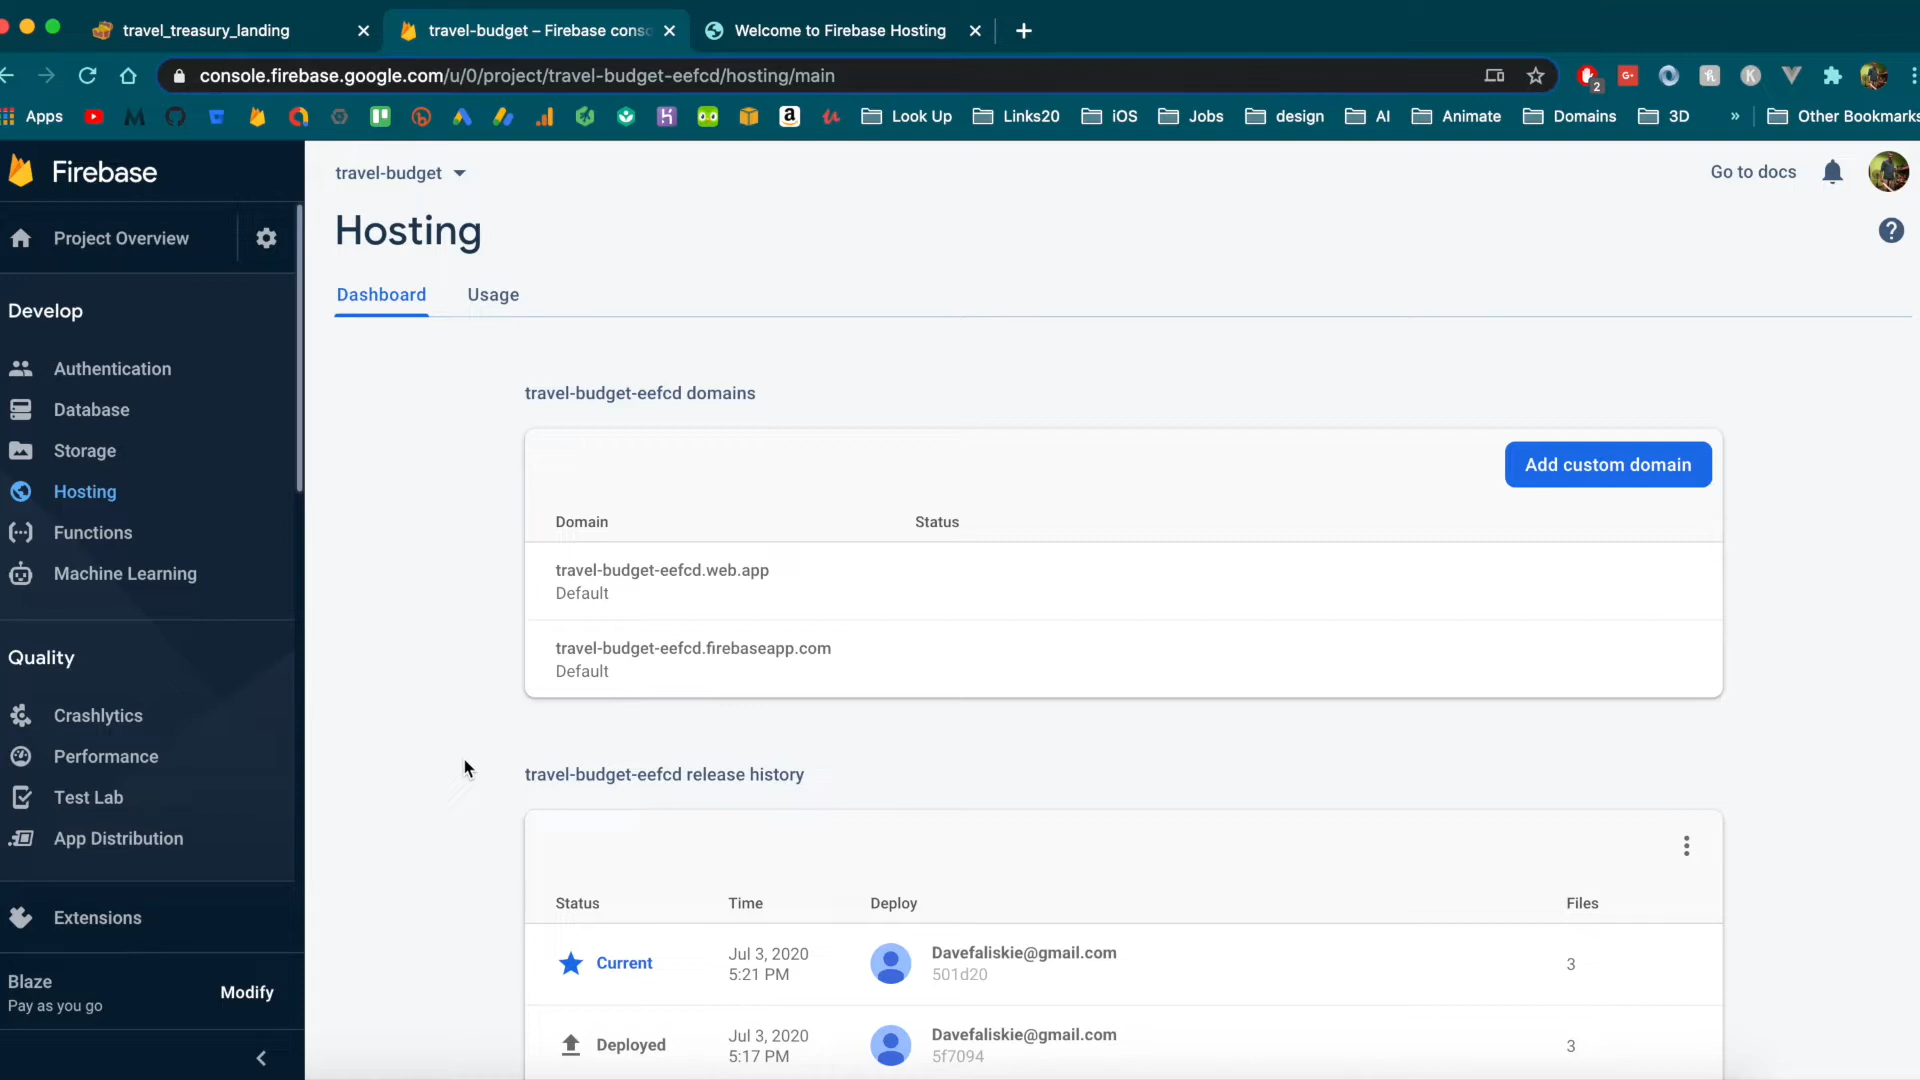 travel_treasury_landing
travel-budget – Firebase conso
Welcome to Firebase Hosting
console.firebase.google.com/u/0/project/travel-budget-eefcd/hosting/main
2
Apps
Look Up
Links20
iOS
Jobs
design
AI
Animate
Domains
3D
»
Other Bookmarks
Firebase
travel-budget
Go to docs
Hosting
Project Overview
Dashboard
Usage
Develop
Authentication
Database
Storage
Hosting
Functions
Machine Learning
Quality
Crashlytics
Performance
Test Lab
App Distribution
Extensions
Blaze
Pay as you go
Modify
travel-budget-eefcd domains
Add custom domain
Domain
Status
travel-budget-eefcd.web.app
Default
travel-budget-eefcd.firebaseapp.com
Default
travel-budget-eefcd release history
Status
Time
Deploy
Files
Current
Jul 3, 2020
5:21 PM
Davefaliskie@gmail.com
501d20
3
Deployed
Jul 3, 2020
5:17 PM
Davefaliskie@gmail.com
5f7094
3